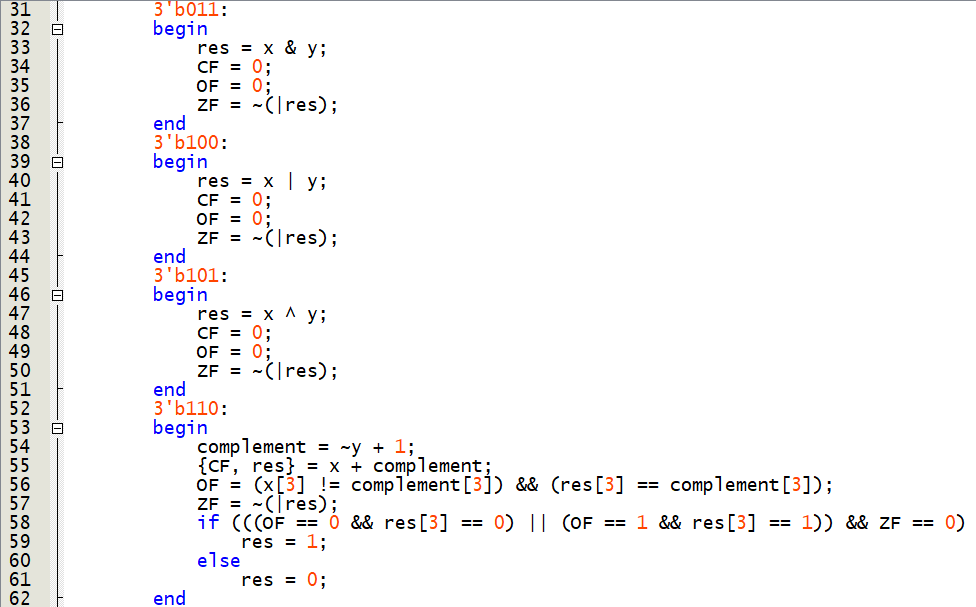 31 3'b011:
32 begin
33 res = x & y;
34 CF = 0;
35 OF = 0;
36 ZF = ~(|res);
37 end
38 3'b100:
39 begin
40 res = x | y;
41 CF = 0;
42 OF = 0;
43 ZF = ~(|res);
44 end
45 3'b101:
46 begin
47 res = x ^ y;
48 CF = 0;
49 OF = 0;
50 ZF = ~(|res);
51 end
52 3'b110:
53 begin
54 complement = ~y + 1;
55 {CF, res} = x + complement;
56 OF = (x[3] != complement[3]) && (res[3] == complement[3]);
57 ZF = ~(|res);
58 if (((OF == 0 && res[3] == 0) || (OF == 1 && res[3] == 1)) && ZF == 0)
59 res = 1;
60 else
61 res = 0;
62 end